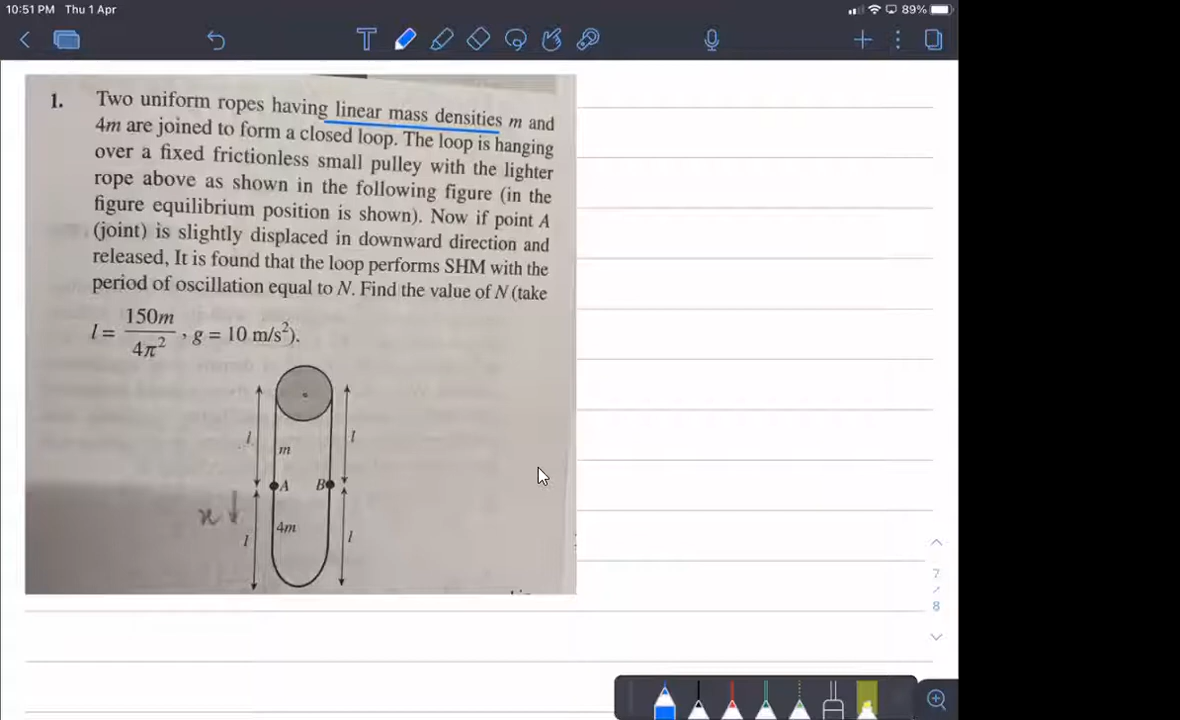 10:51 PM Thu 1 Apr
89%
1. Two uniform ropes having linear mass densities m and
4m are joined to form a closed loop. The loop is hanging
over a fixed frictionless small pulley with the lighter
rope above as shown in the following figure (in the
figure equilibrium position is shown). Now if point A
(joint) is slightly displaced in downward direction and
released, It is found that the loop performs SHM with the
period of oscillation equal to N. Find the value of N (take
l = 150m / 4π², g = 10 m/s²).
l l
m
A B
x
4m
l l
7
/
8